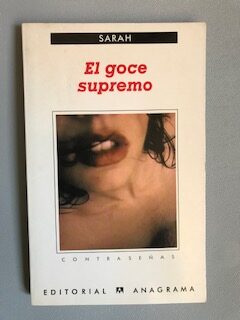 SARAH
El goce
supremo
CONTRASEÑAS
EDITORIAL A ANAGRAMA